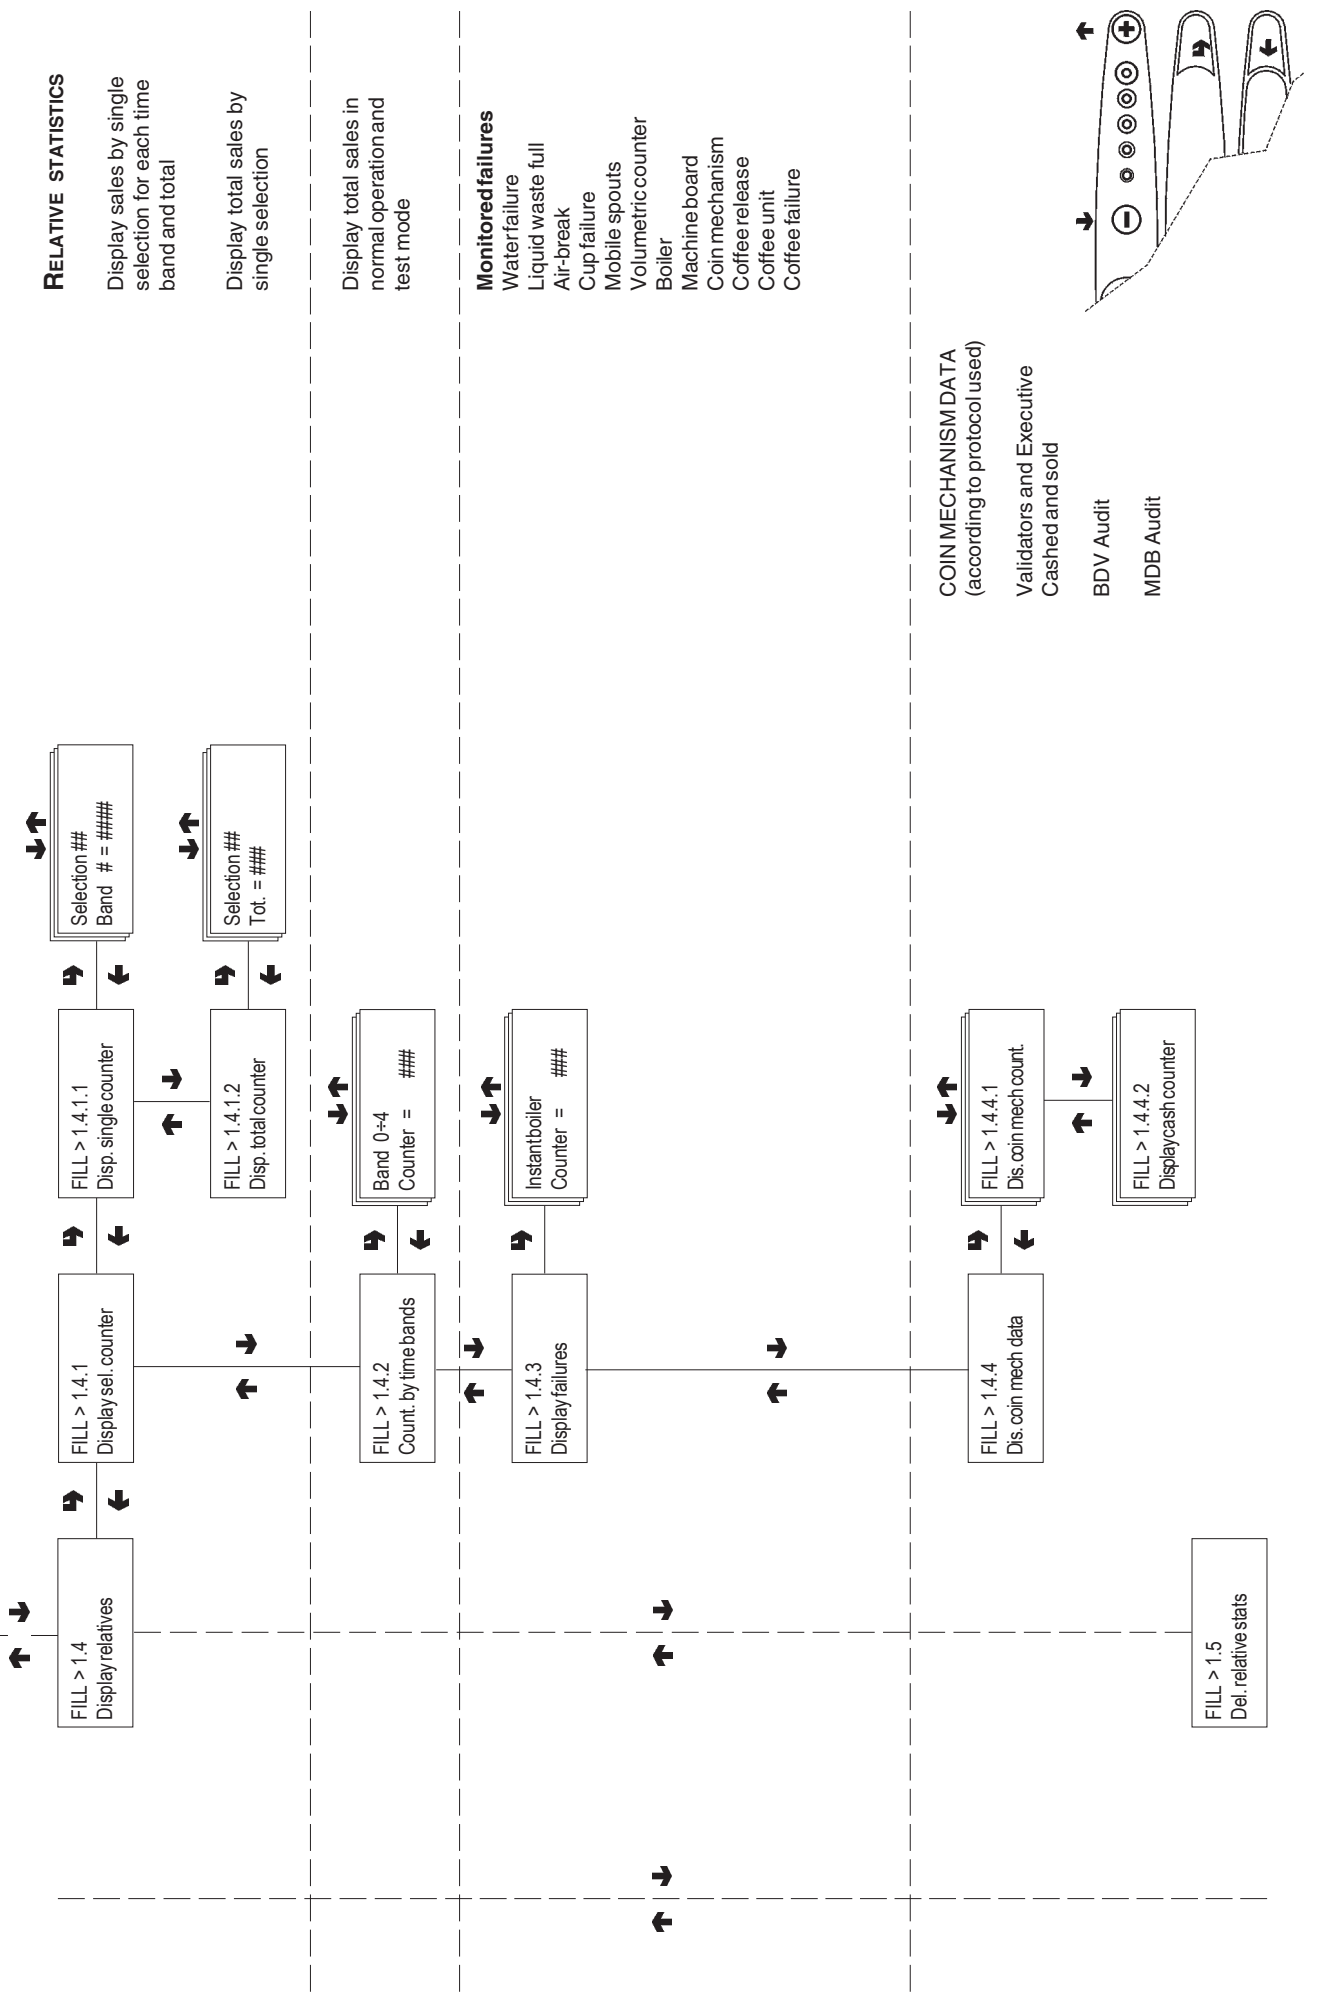 RELATIVE STATISTICS
Display sales by single
selection for each time
band and total
Display total sales by
single selection
Display total sales in
normal operation and
test mode
Monitored failures
Water failure
Liquid waste full
Air-break
Cup failure
Mobile spouts
Volumetric counter
Boiler
Machine board
Coin mechanism
Coffee release
Coffee unit
Coffee failure
COIN MECHANISM DATA
(according to protocol used)
Validators and Executive
Cashed and sold
BDV Audit
MDB Audit
FILL > 1.4
Display relatives
FILL > 1.4.1
Display sel. counter
FILL > 1.4.1.1
Disp. single counter
Selection ##
Band # = ####
FILL > 1.4.1.2
Disp. total counter
Selection ##
Tot. = ###
FILL > 1.4.2
Count. by time bands
Band 0÷4
Counter = ###
FILL > 1.4.3
Display failures
Instant boiler
Counter = ###
FILL > 1.4.4
Dis. coin mech data
FILL > 1.4.4.1
Dis. coin mech count.
FILL > 1.4.4.2
Display cash counter
FILL > 1.5
Del. relative stats